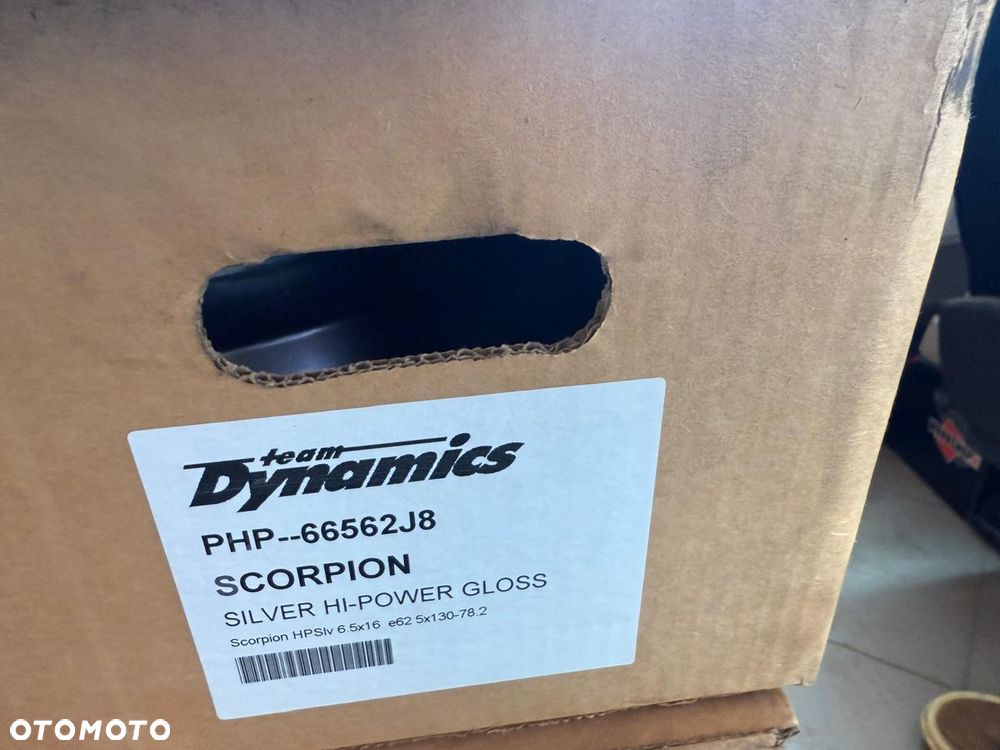 team
Dynamics
PHP--66562J8
SCORPION
SILVER HI-POWER GLOSS
Scorpion HPSlv 6.5x16 e62 5x130-78.2
OTOMOTO